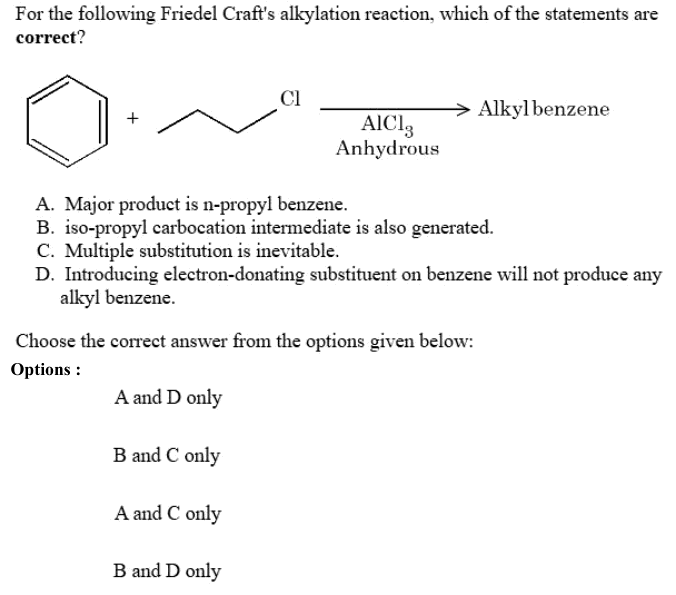 For the following Friedel Craft's alkylation reaction, which of the statements are
correct?
+
Cl
AlCl₃
Anhydrous
Alkylbenzene
A. Major product is n-propyl benzene.
B. iso-propyl carbocation intermediate is also generated.
C. Multiple substitution is inevitable.
D. Introducing electron-donating substituent on benzene will not produce any
alkyl benzene.
Choose the correct answer from the options given below:
Options :
A and D only
B and C only
A and C only
B and D only